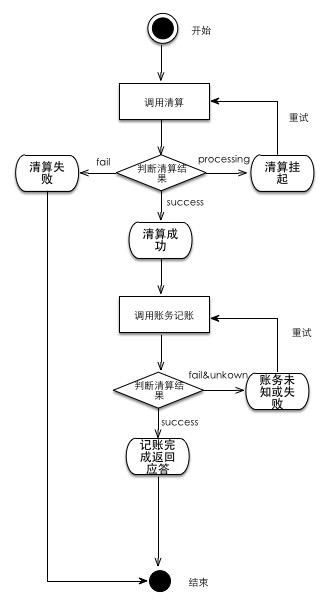 开始
调用清算
重试
fail
processing
判断清算结
果
清算失
败
清算挂
起
success
清算成
功
调用账务记账
重试
fail&unkown
判断清算结
果
账务未
知或失
败
success
记账完
成返回
应答
结束